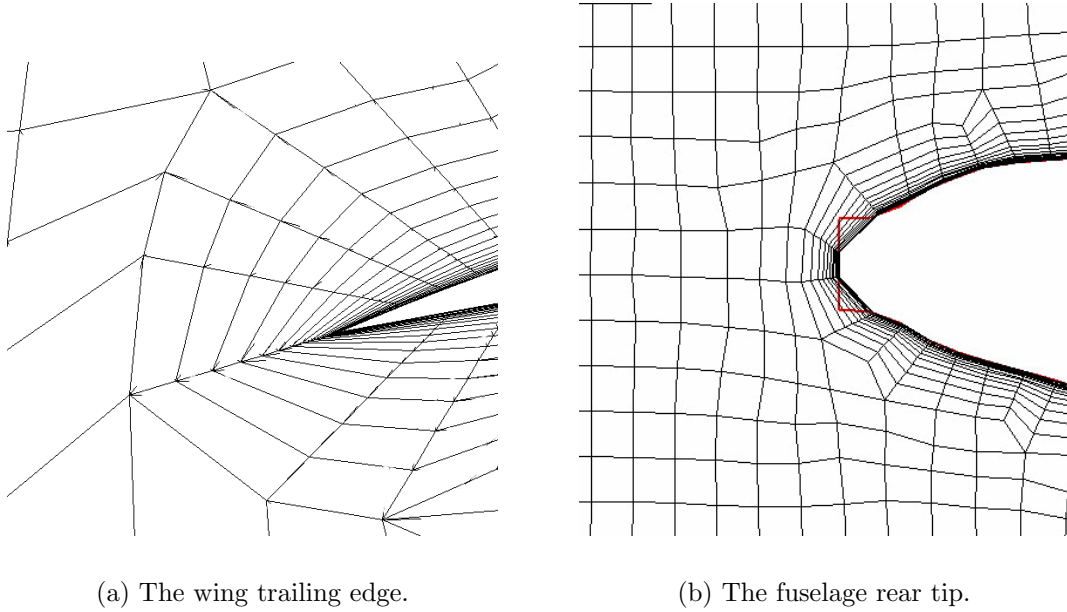 (a) The wing trailing edge.
(b) The fuselage rear tip.